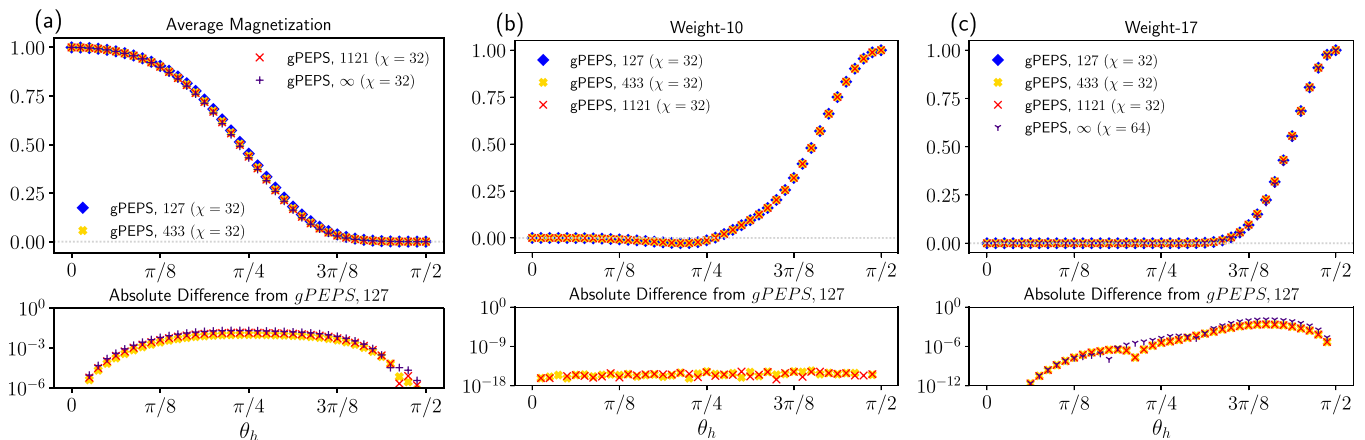 (a)
Average Magnetization
gPEPS, 1121 (χ = 32)
gPEPS, ∞ (χ = 32)
gPEPS, 127 (χ = 32)
gPEPS, 433 (χ = 32)
1.00
0.75
0.50
0.25
0.00
0 π/8 π/4 3π/8 π/2
Absolute Difference from gPEPS, 127
10^0
10^−3
10^−6
0 π/8 π/4 3π/8 π/2
θ_h
(b)
Weight-10
gPEPS, 127 (χ = 32)
gPEPS, 433 (χ = 32)
gPEPS, 1121 (χ = 32)
1.00
0.75
0.50
0.25
0.00
0 π/8 π/4 3π/8 π/2
Absolute Difference from gPEPS, 127
10^0
10^−9
10^−18
0 π/8 π/4 3π/8 π/2
θ_h
(c)
Weight-17
gPEPS, 127 (χ = 32)
gPEPS, 433 (χ = 32)
gPEPS, 1121 (χ = 32)
gPEPS, ∞ (χ = 64)
1.00
0.75
0.50
0.25
0.00
0 π/8 π/4 3π/8 π/2
Absolute Difference from gPEPS, 127
10^0
10^−6
10^−12
0 π/8 π/4 3π/8 π/2
θ_h